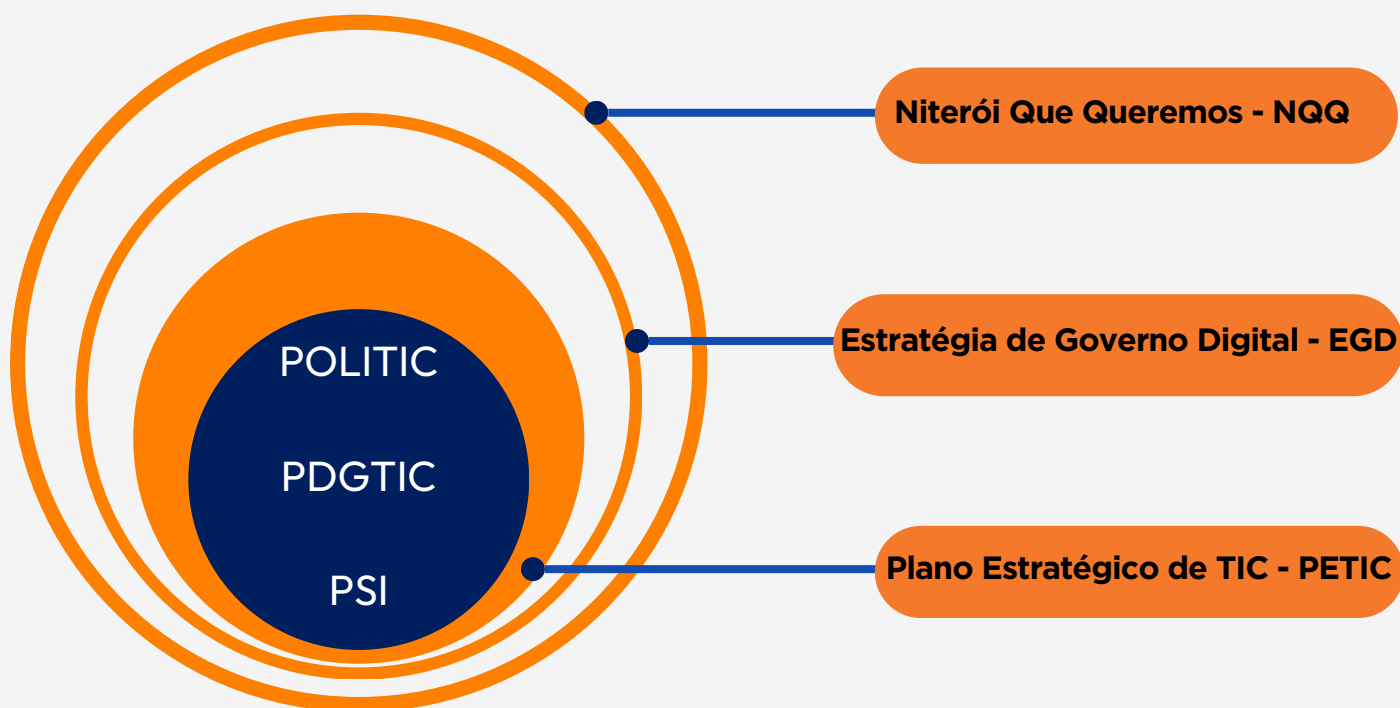 Niterói Que Queremos - NQQ
Estratégia de Governo Digital - EGD
Plano Estratégico de TIC - PETIC
POLITIC
PDGTIC
PSI